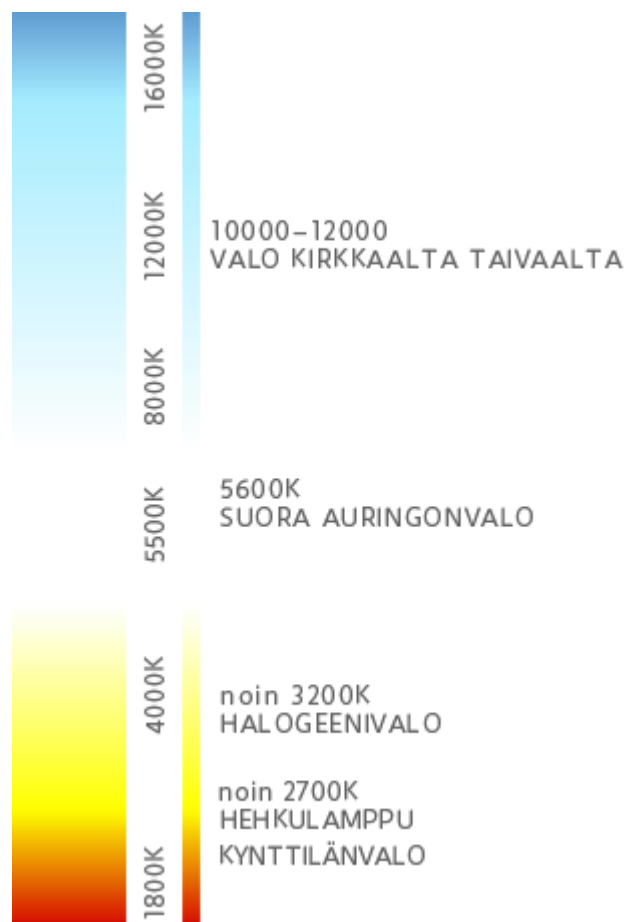 16000K
12000K
10000–12000
VALO KIRKKAALTA TAIVAALTA
8000K
5600K
SUORA AURINGONVALO
5500K
4000K
noin 3200K
HALOGEENIVALO
noin 2700K
HEHKULAMPPU
KYNTTILÄNVALO
1800K